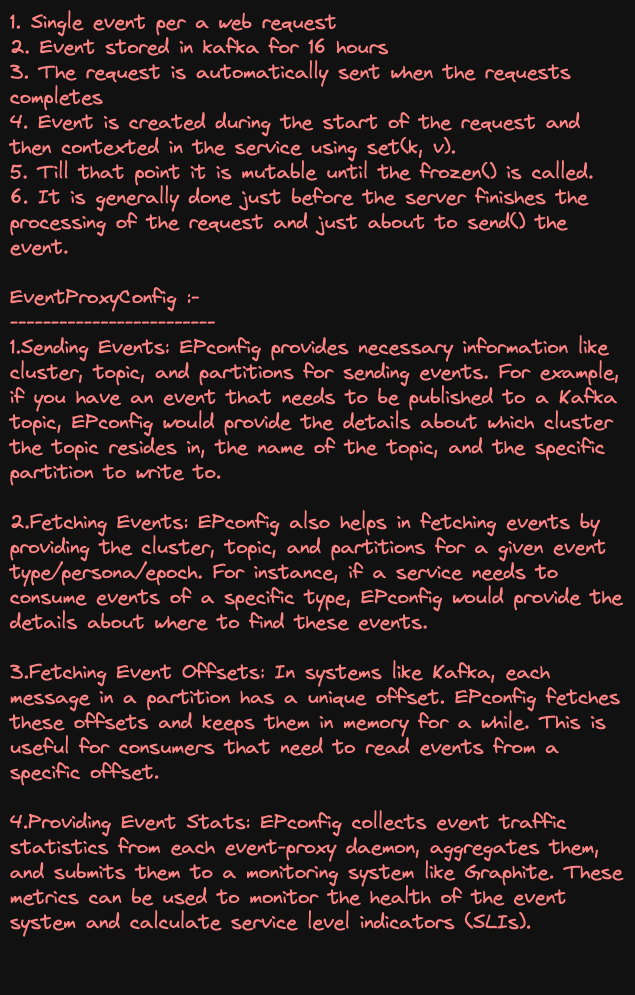 1. Single event per a web request
2. Event stored in kafka for 16 hours
3. The request is automatically sent when the requests
completes
4. Event is created during the start of the request and
then contexted in the service using set(k, v).
5. Till that point it is mutable until the frozen() is called.
6. It is generally done just before the server finishes the
processing of the request and just about to send() the
event.

EventProxyConfig :-
-------------------------
1.Sending Events: EPconfig provides necessary information like
cluster, topic, and partitions for sending events. For example,
if you have an event that needs to be published to a Kafka
topic, EPconfig would provide the details about which cluster
the topic resides in, the name of the topic, and the specific
partition to write to.

2.Fetching Events: EPconfig also helps in fetching events by
providing the cluster, topic, and partitions for a given event
type/persona/epoch. For instance, if a service needs to
consume events of a specific type, EPconfig would provide the
details about where to find these events.

3.Fetching Event Offsets: In systems like Kafka, each
message in a partition has a unique offset. EPconfig fetches
these offsets and keeps them in memory for a while. This is
useful for consumers that need to read events from a
specific offset.

4.Providing Event Stats: EPconfig collects event traffic
statistics from each event-proxy daemon, aggregates them,
and submits them to a monitoring system like Graphite. These
metrics can be used to monitor the health of the event
system and calculate service level indicators (SLIs).